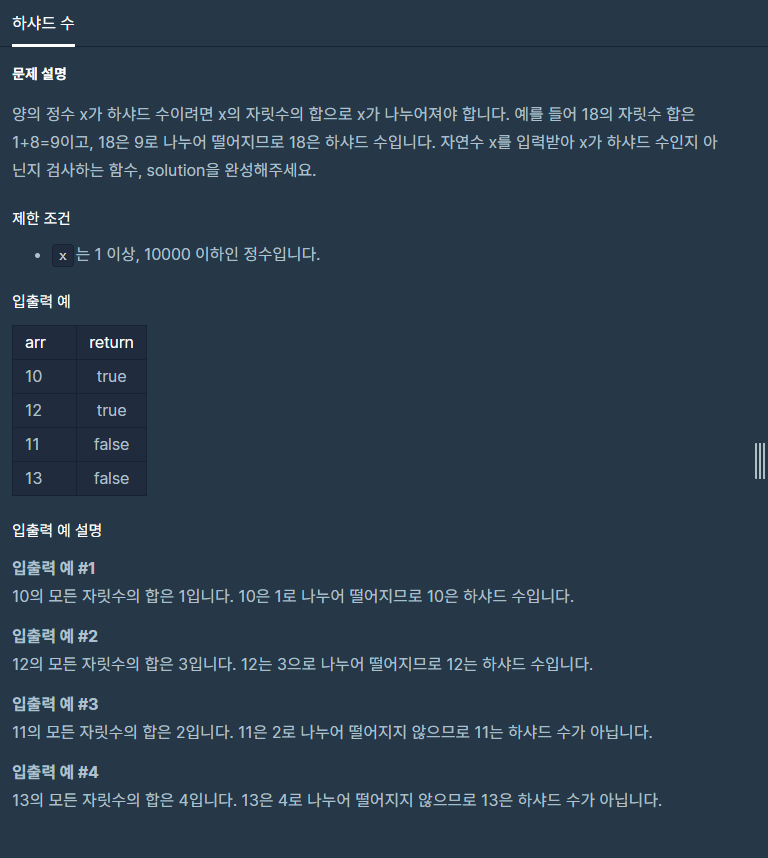 하샤드 수
문제 설명
양의 정수 x가 하샤드 수이려면 x의 자릿수의 합으로 x가 나누어져야 합니다. 예를 들어 18의 자릿수 합은
1+8=9이고, 18은 9로 나누어 떨어지므로 18은 하샤드 수입니다. 자연수 x를 입력받아 x가 하샤드 수인지 아
닌지 검사하는 함수, solution을 완성해주세요.
제한 조건
• x는 1 이상, 10000 이하인 정수입니다.
입출력 예
arr return
10 true
12 true
11 false
13 false
입출력 예 설명
입출력 예 #1
10의 모든 자릿수의 합은 1입니다. 10은 1로 나누어 떨어지므로 10은 하샤드 수입니다.
입출력 예 #2
12의 모든 자릿수의 합은 3입니다. 12는 3으로 나누어 떨어지므로 12는 하샤드 수입니다.
입출력 예 #3
11의 모든 자릿수의 합은 2입니다. 11은 2로 나누어 떨어지지 않으므로 11는 하샤드 수가 아닙니다.
입출력 예 #4
13의 모든 자릿수의 합은 4입니다. 13은 4로 나누어 떨어지지 않으므로 13은 하샤드 수가 아닙니다.